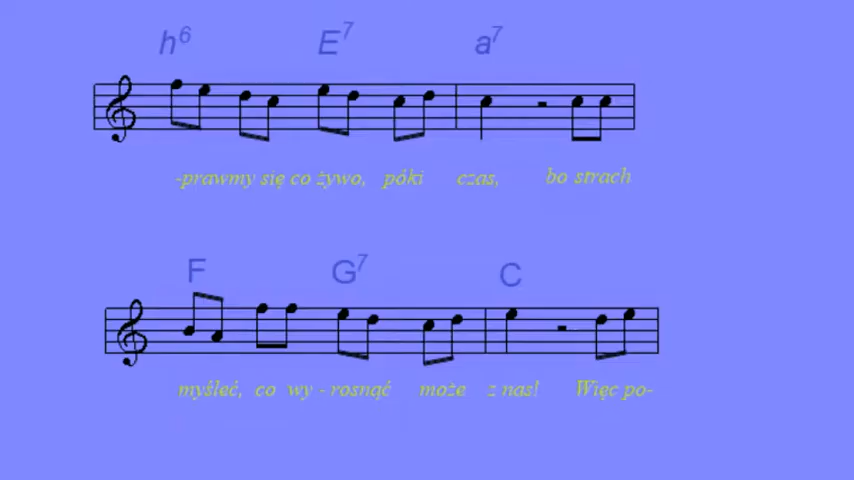 h6 E7 a7
-prawmy się co żywo, póki czas, bo strach
F G7 C
myśleć, co wy - rosnąć może z nas! Więc po-